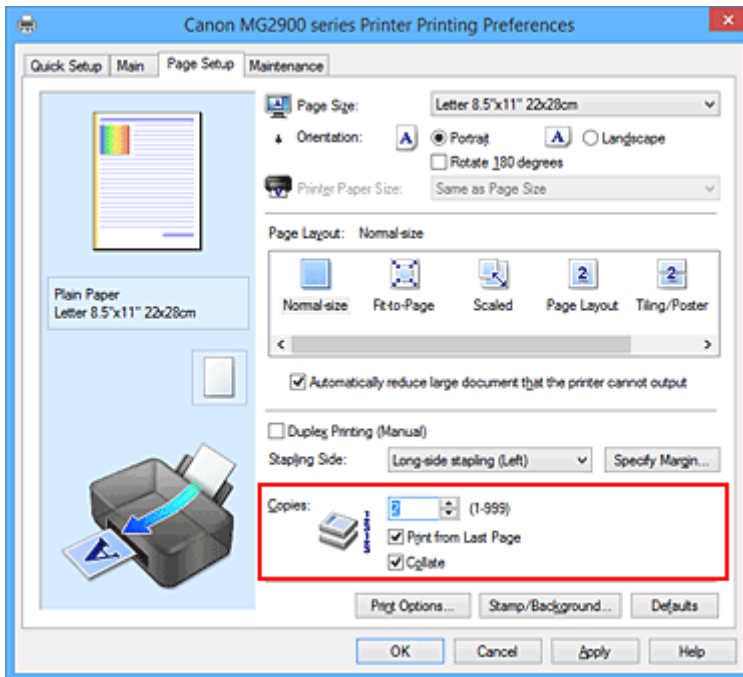 Canon MG2900 series Printer Printing Preferences
Quick Setup Main Page Setup Maintenance
Page Size: Letter 8.5"x11" 22x28cm
Orientation: A Portrait A Landscape
Rotate 180 degrees
Printer Paper Size: Same as Page Size
Page Layout: Normal-size
2 2
Normal-size Fit-to-Page Scaled Page Layout Tiling/Poster
Plain Paper
Letter 8.5"x11" 22x28cm
Automatically reduce large document that the printer cannot output
Duplex Printing (Manual)
Stapling Side: Long-side stapling (Left) Specify Margin...
Copies: 2 (1-999)
Print from Last Page
Collate
A
Print Options... Stamp/Background... Defaults
OK Cancel Apply Help